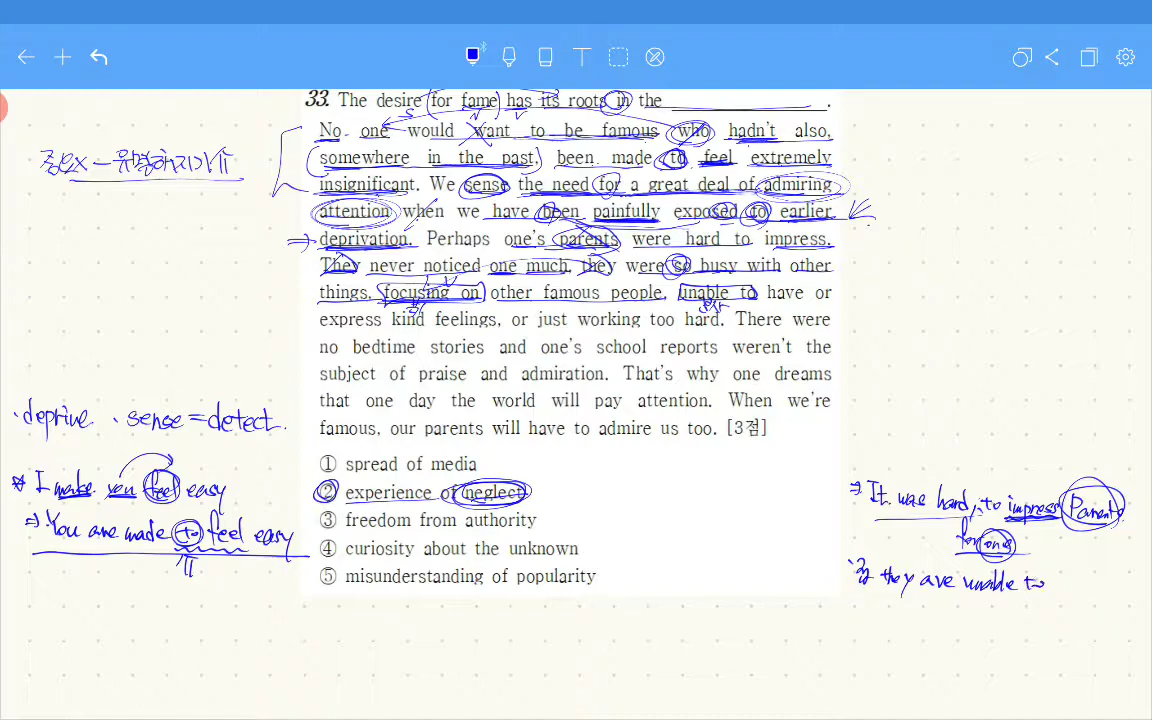 33. The desire for fame has its roots in the ______________.
No one would want to be famous who hadn't also,
somewhere in the past, been made to feel extremely
insignificant. We sense the need for a great deal of admiring
attention when we have been painfully exposed to earlier
deprivation. Perhaps one's parents were hard to impress.
They never noticed one much, they were so busy with other
things, focusing on other famous people, unable to have or
express kind feelings, or just working too hard. There were
no bedtime stories and one's school reports weren't the
subject of praise and admiration. That's why one dreams
that one day the world will pay attention. When we're
famous, our parents will have to admire us too. [3점]
① spread of media
② experience of neglect
③ freedom from authority
④ curiosity about the unknown
⑤ misunderstanding of popularity
· deprive · sense = detect.
I make you feel easy
⇒ You are made to feel easy
⇒ It was hard to impress Parents
for one's
they are unable to